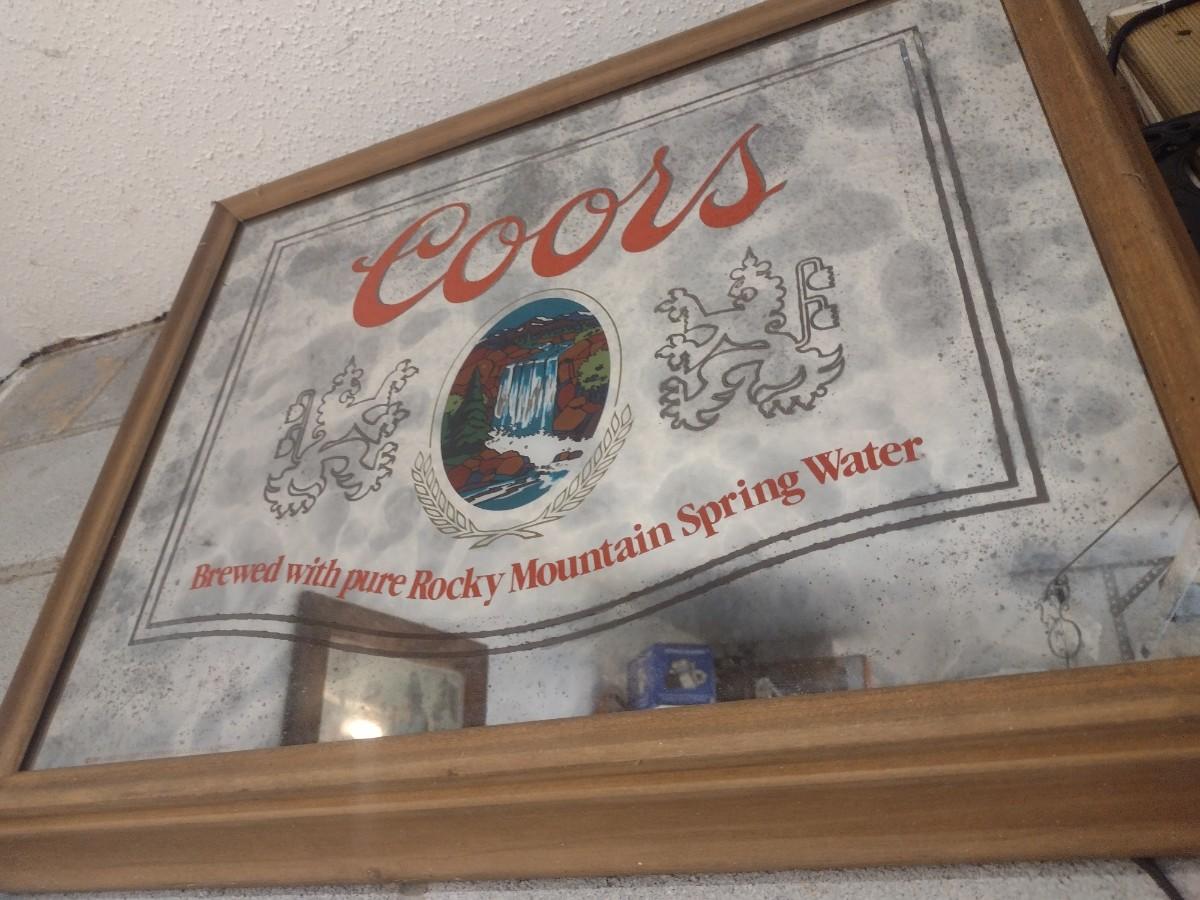 Coors
Brewed with pure Rocky Mountain Spring Water